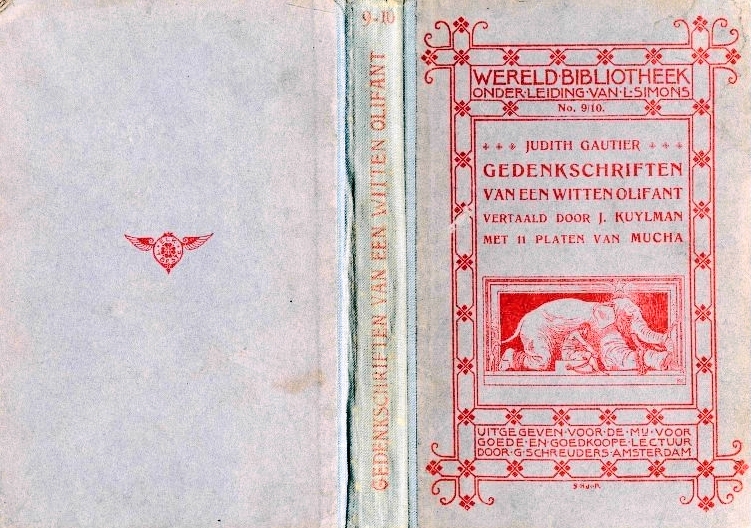 9-10
GEDENKSCHRIFTEN VAN EEN WITTEN OLIFANT
WERELD·BIBLIOTHEEK
ONDER·LEIDING·VAN·L·SIMONS
No. 9/10.
JUDITH GAUTIER
GEDENKSCHRIFTEN
VAN EEN WITTEN OLIFANT
VERTAALD DOOR J. KUYLMAN
MET 11 PLATEN VAN MUCHA
UITGEGEVEN·VOOR·DE·MIJ·VOOR
GOEDE·EN·GOEDKOOPE·LECTUUR
DOOR·G·SCHREUDERS·AMSTERDAM